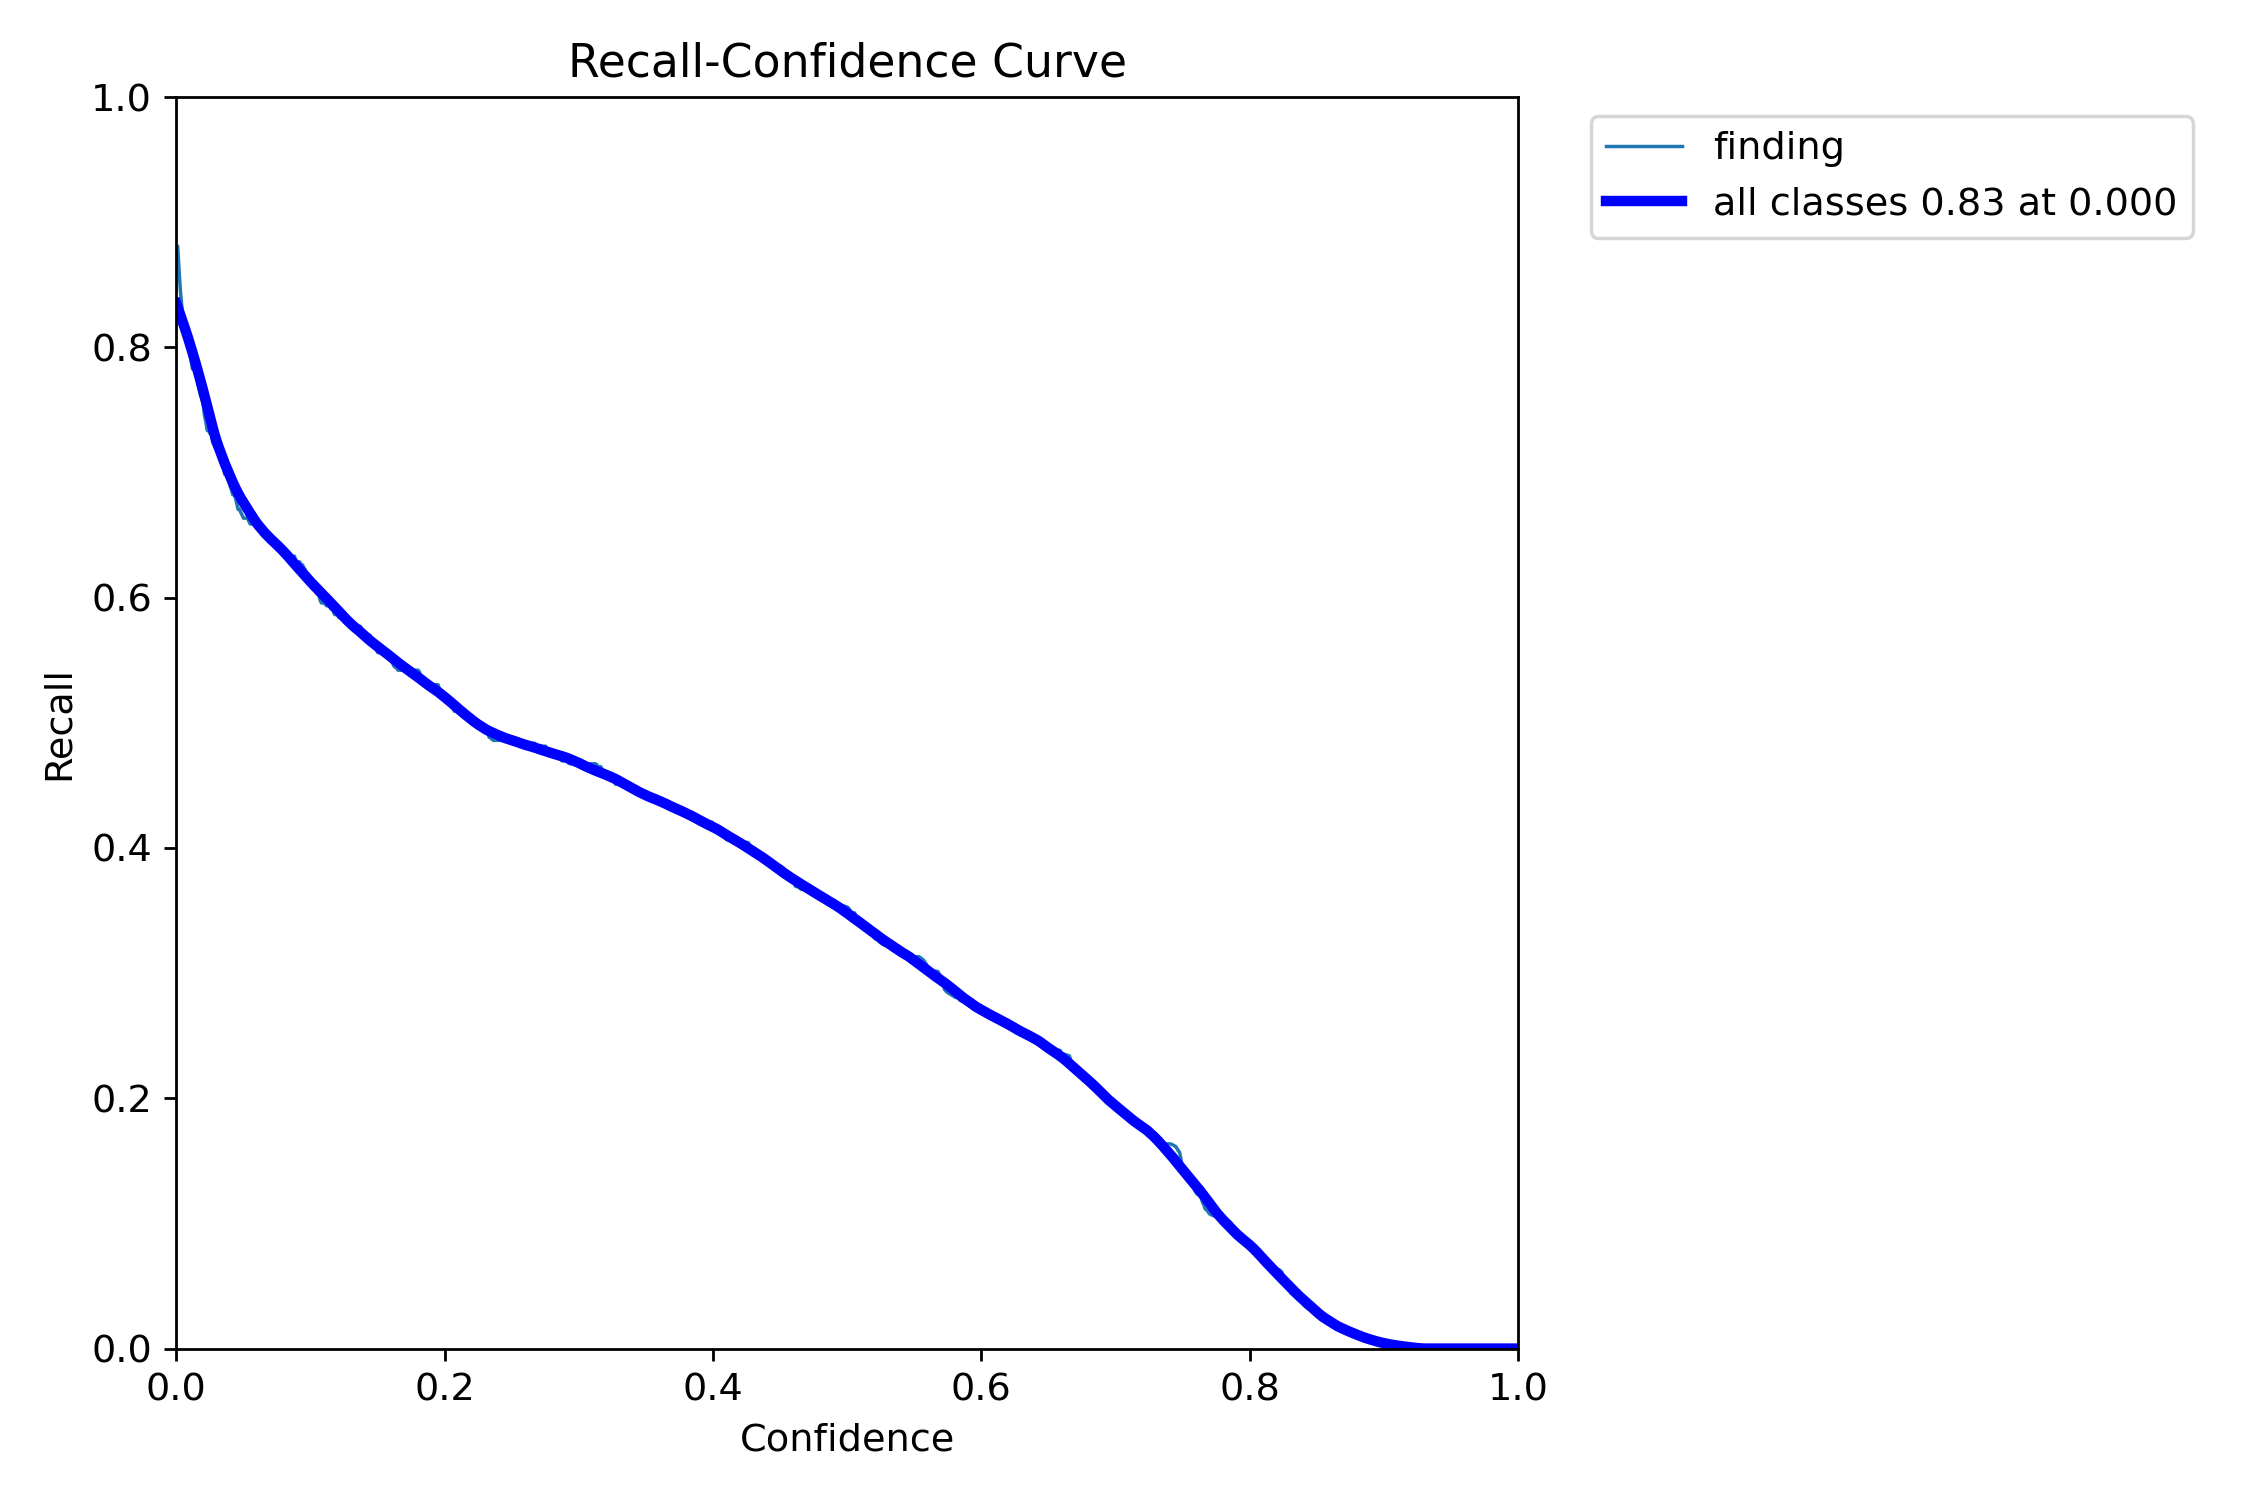 Recall-Confidence Curve
1.0
0.8
0.6
0.4
0.2
0.0
Recall
0.0 0.2 0.4 0.6 0.8 1.0
Confidence
finding
all classes 0.83 at 0.000